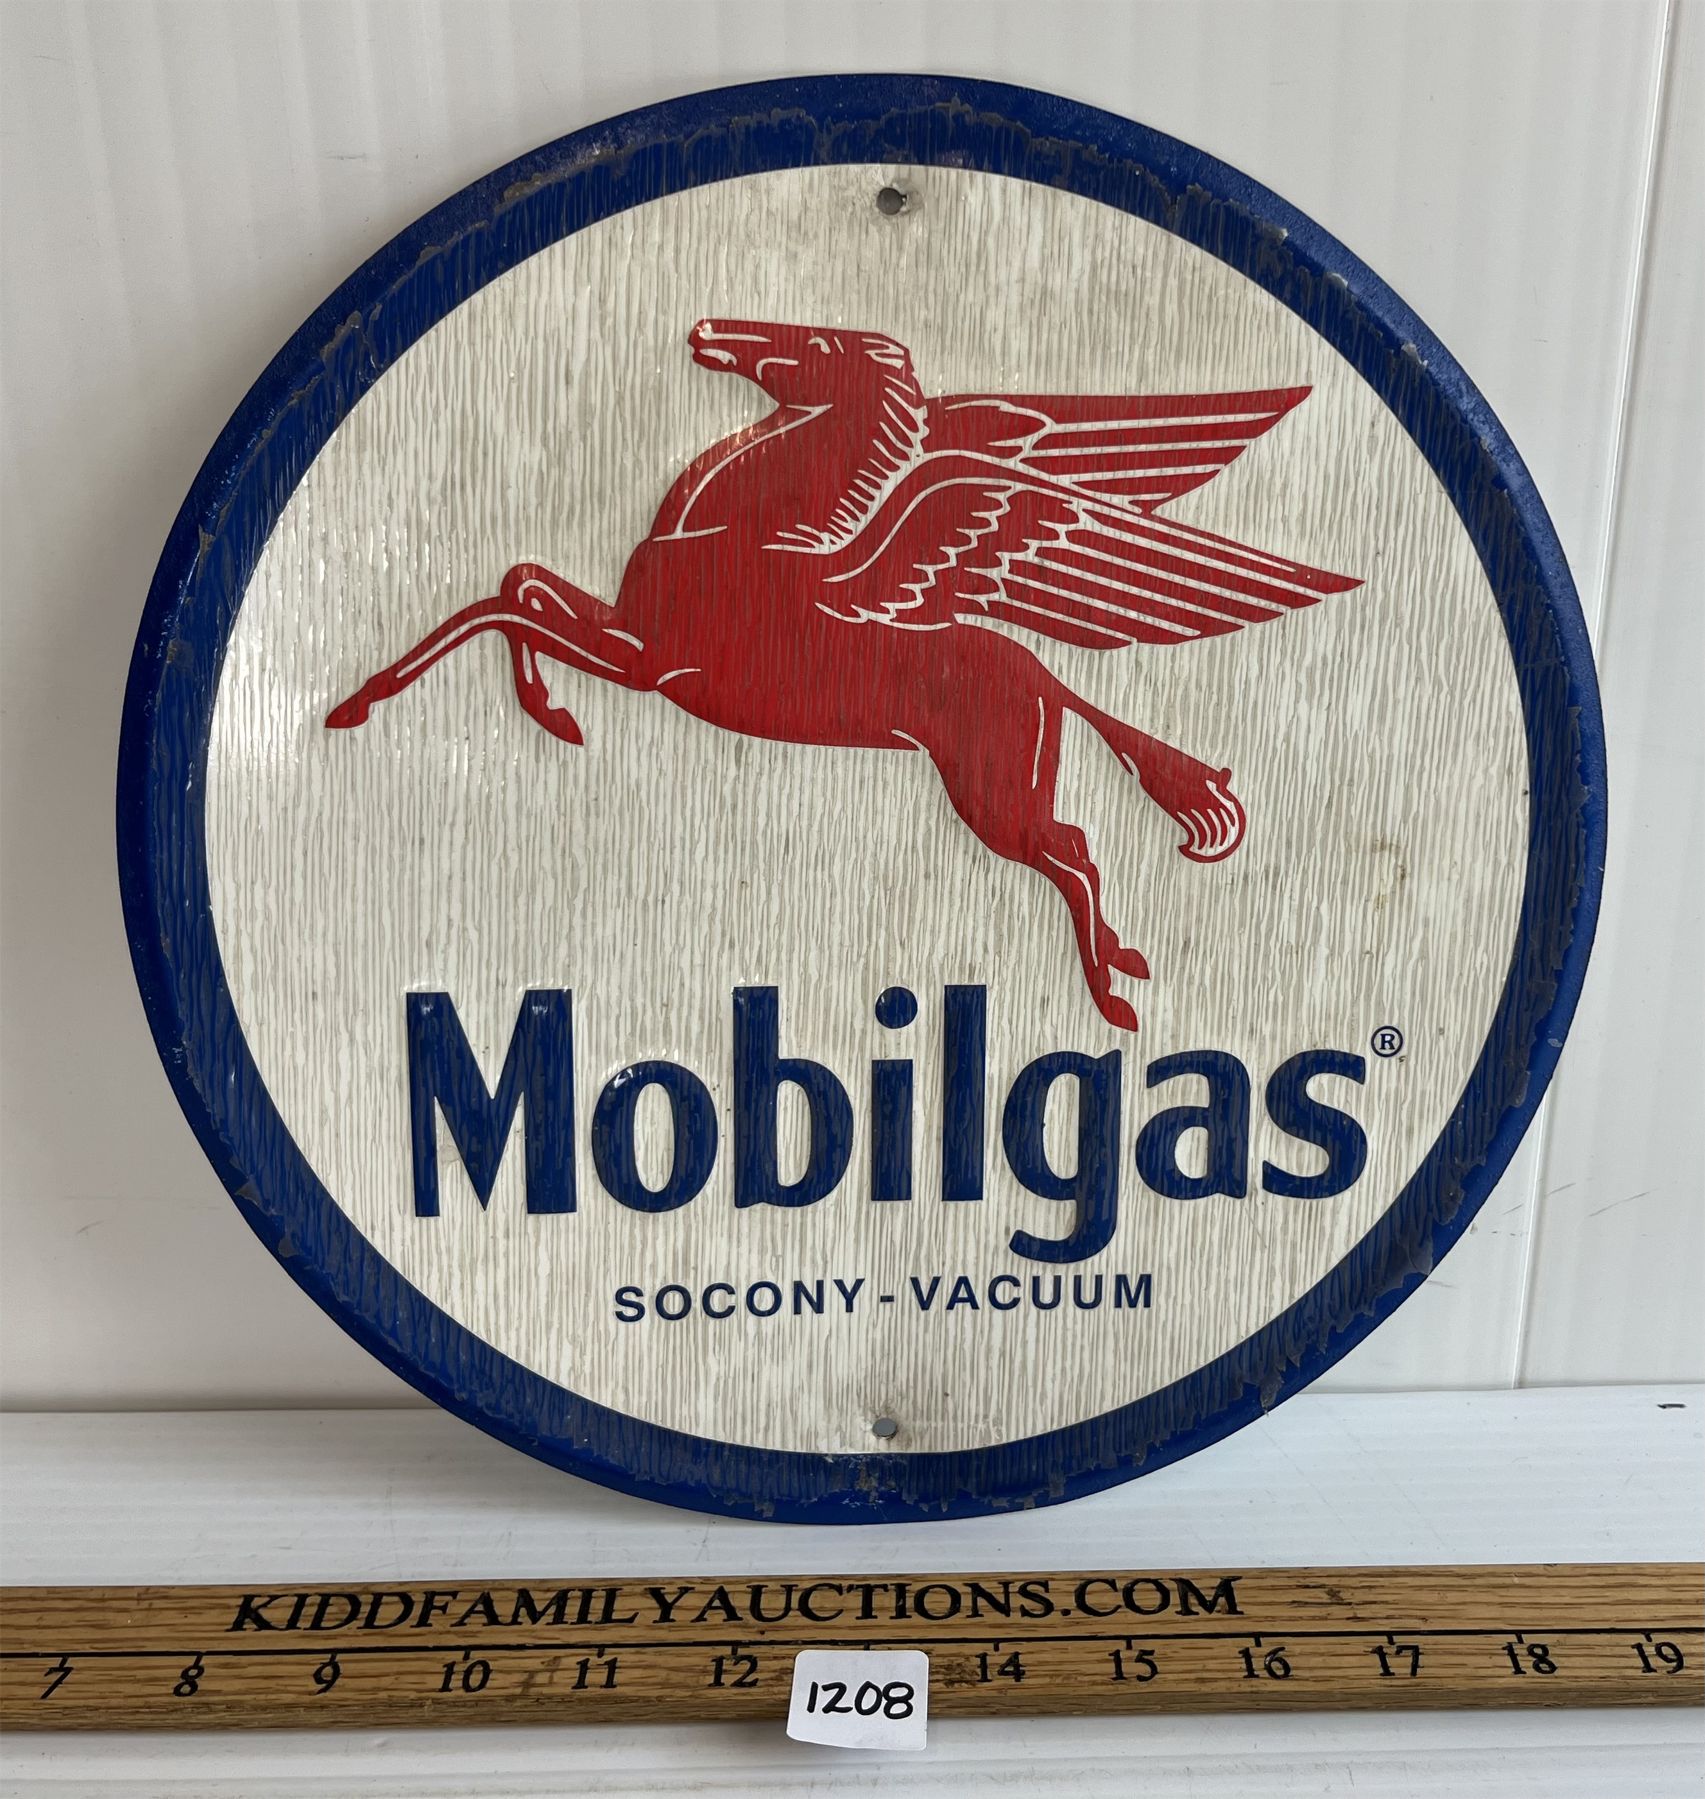 Mobilgas®
SOCONY-VACUUM
KIDDFAMILYAUCTIONS.COM
7 8 9 10 11 12 14 15 16 17 18 19
1208